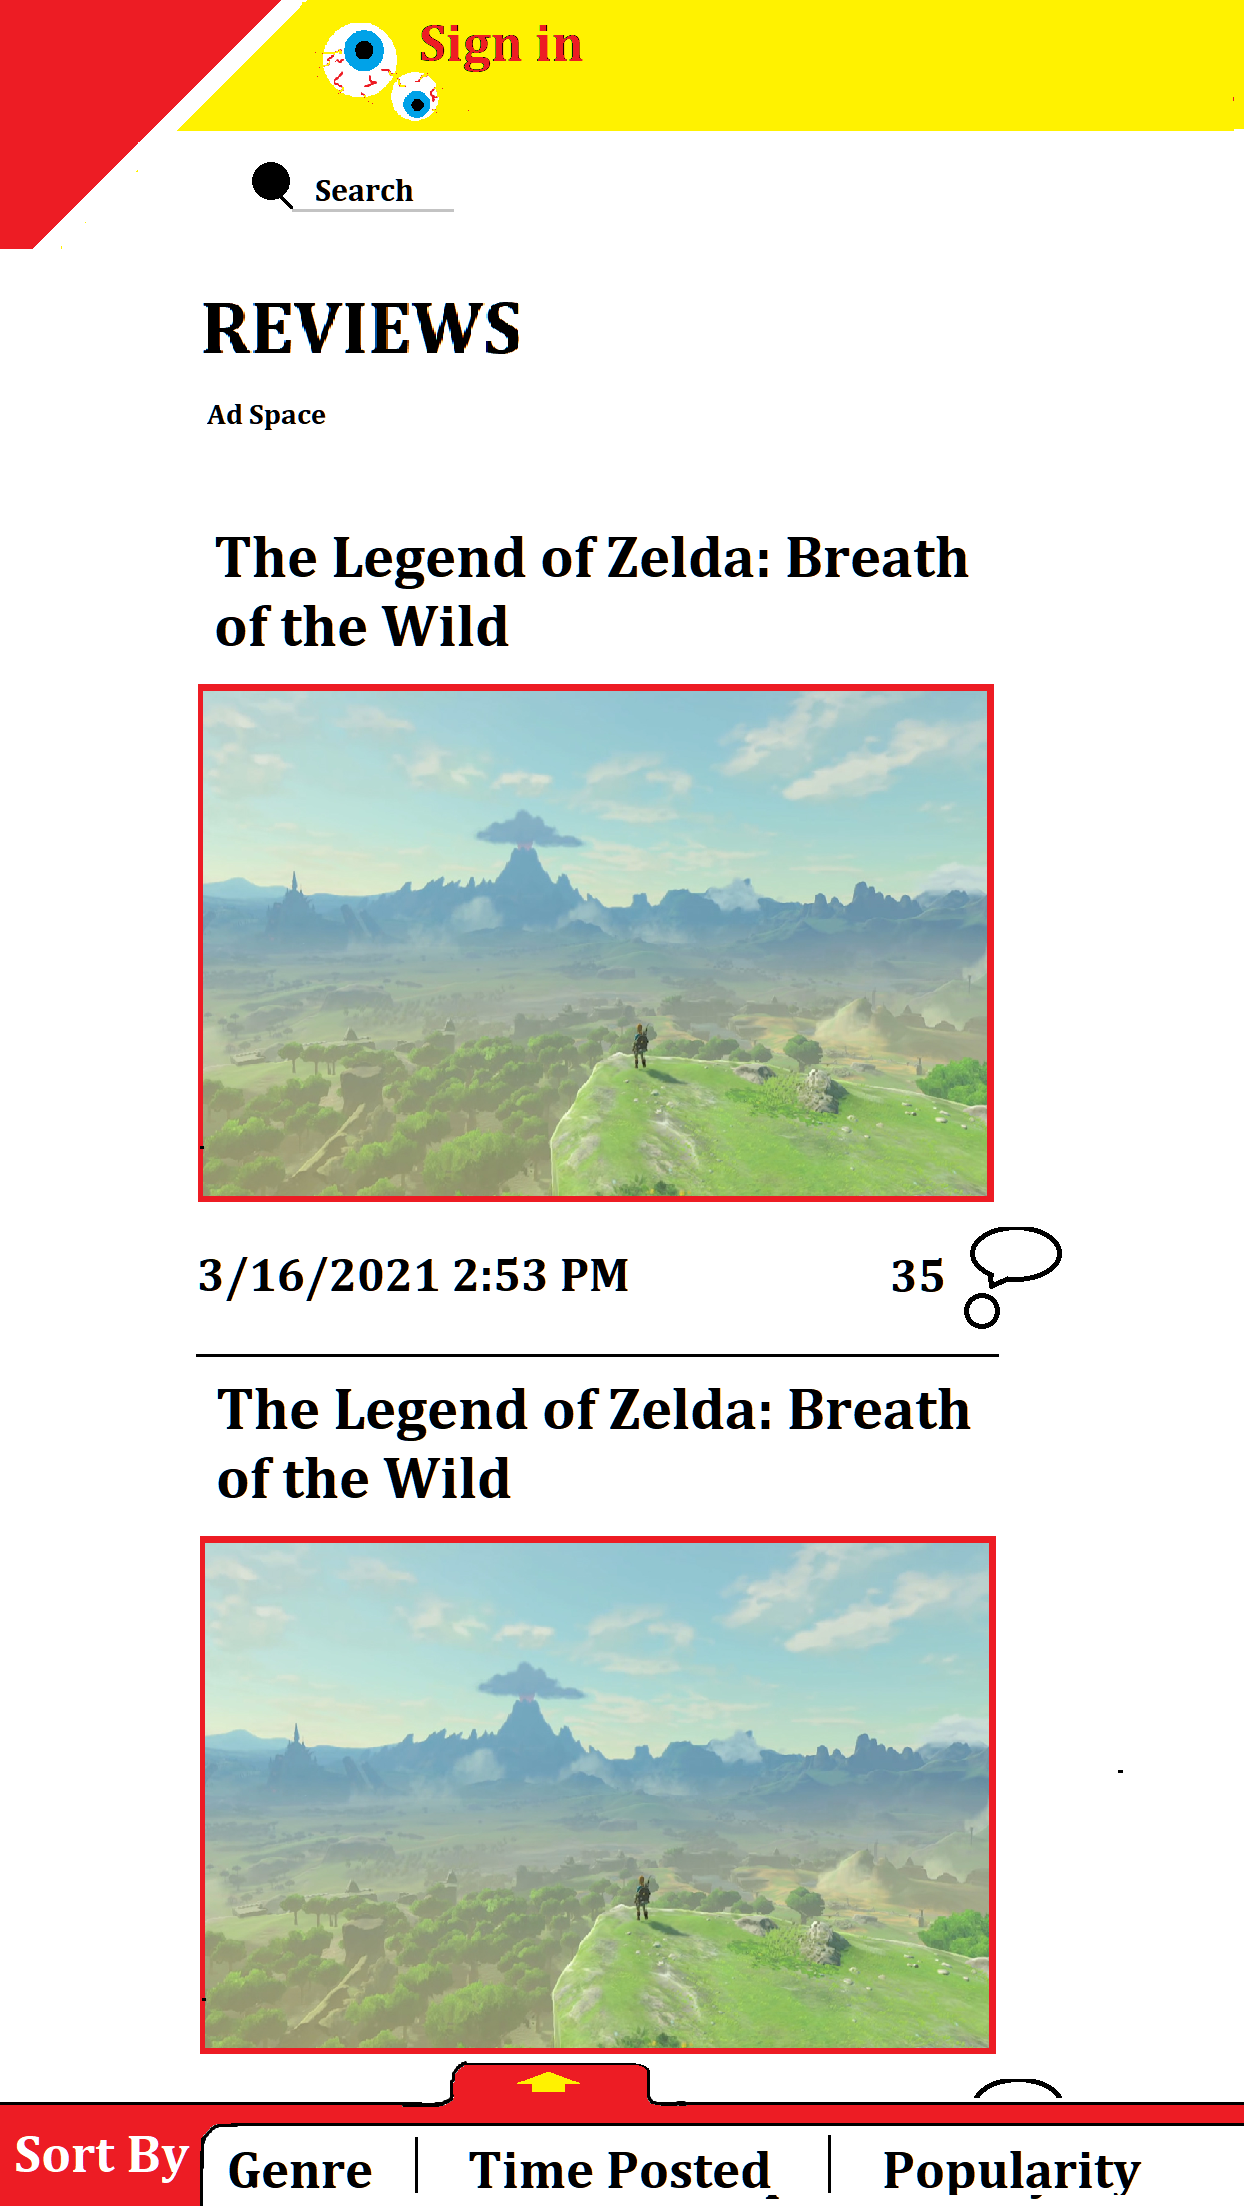 Sign in
Search
REVIEWS
Ad Space
The Legend of Zelda: Breath
of the Wild
3/16/2021 2:53 PM 35
The Legend of Zelda: Breath
of the Wild
Sort By Genre Time Posted Popularity